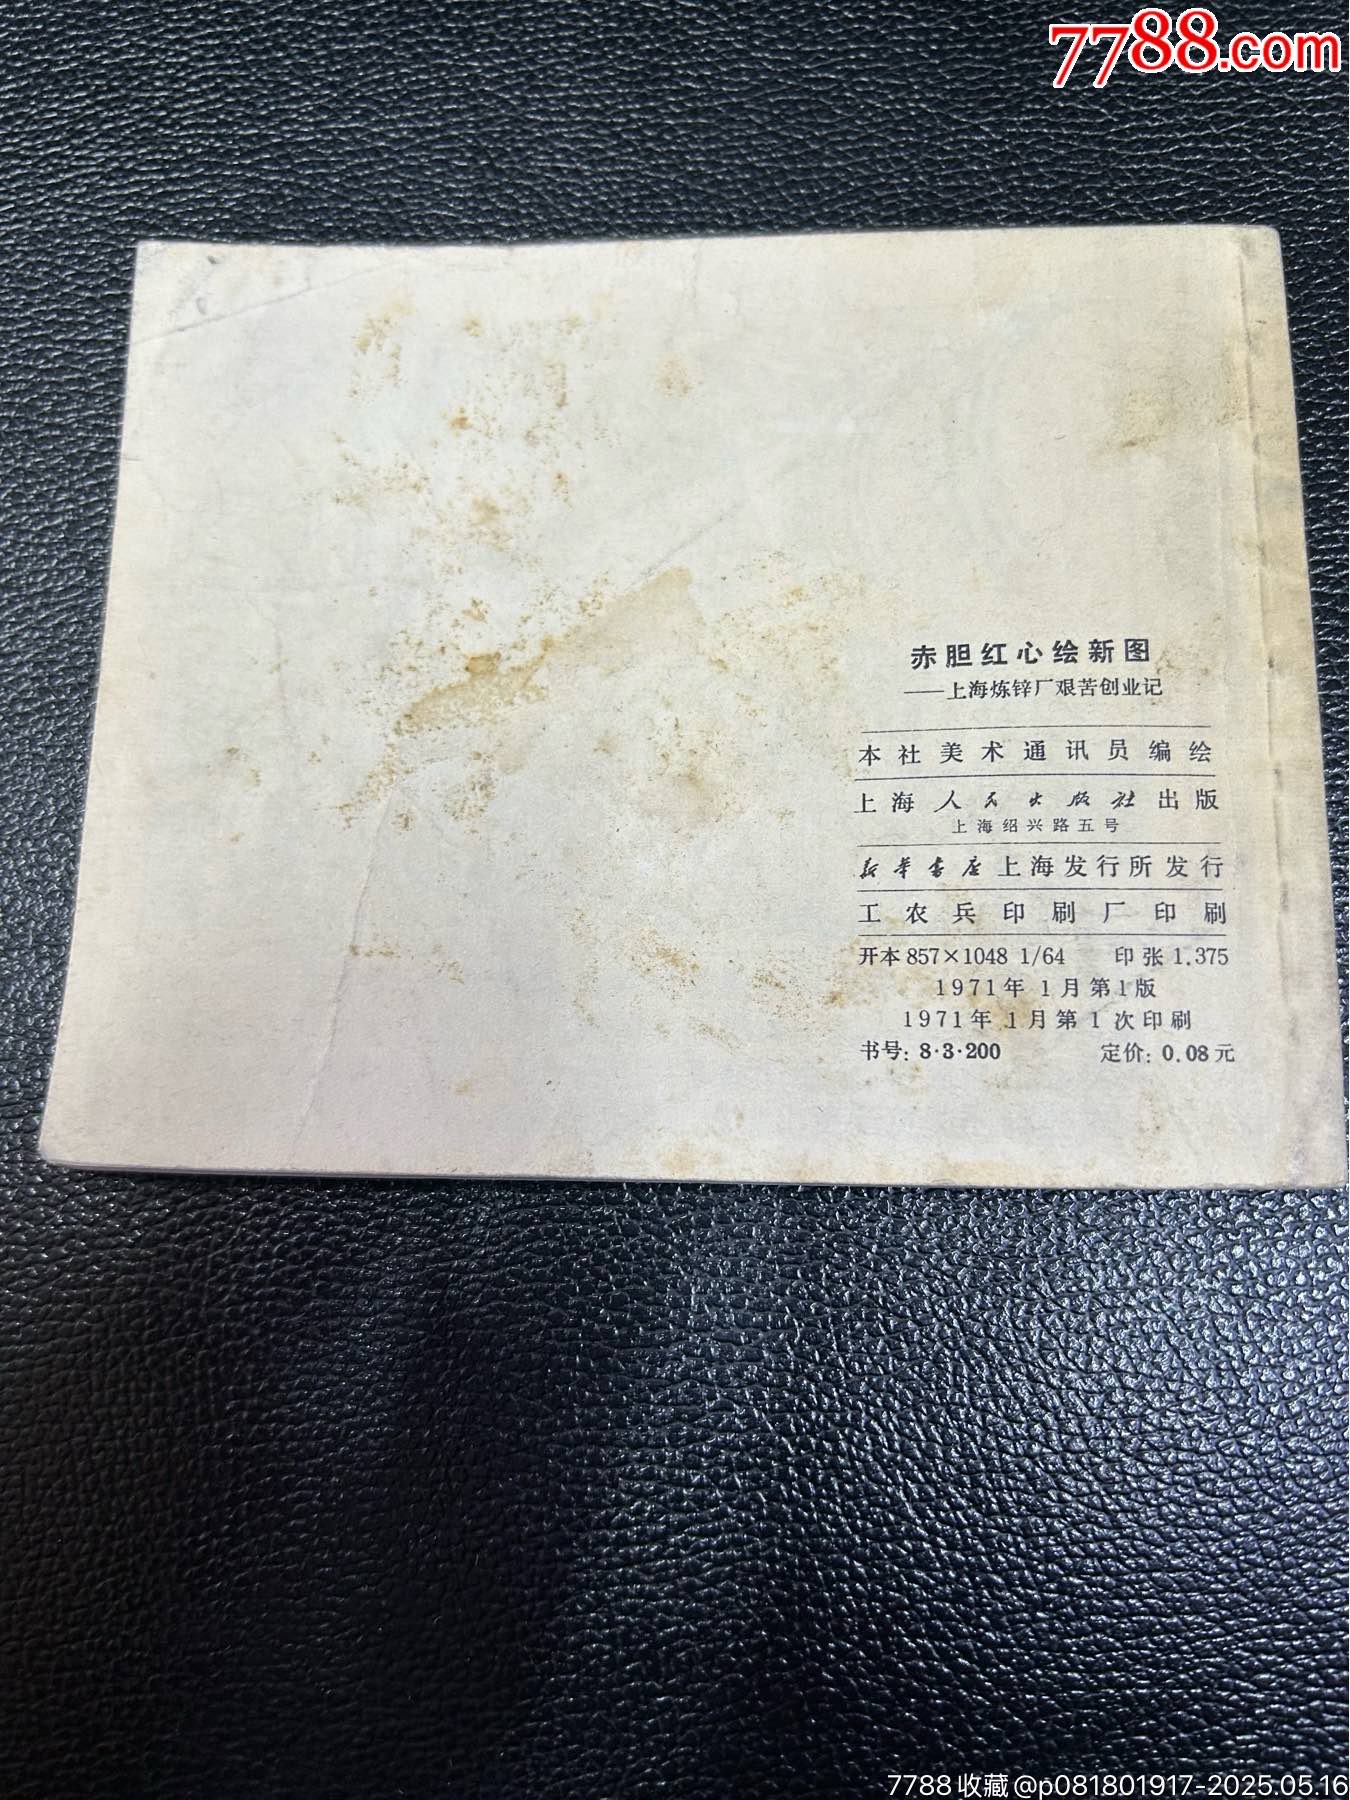 7788.com
赤胆红心绘新图
——上海炼锌厂艰苦创业记
本社美术通讯员编绘
上海人民出版社出版
上海绍兴路五号
新华书店上海发行所发行
工农兵印刷厂印刷
开本 857×1048 1/64 印张 1.375
1971年 1月第1版
1971年 1月第1次印刷
书号: 8·3·200 定价: 0.08元
7788收藏@p081801917-2025.05.16